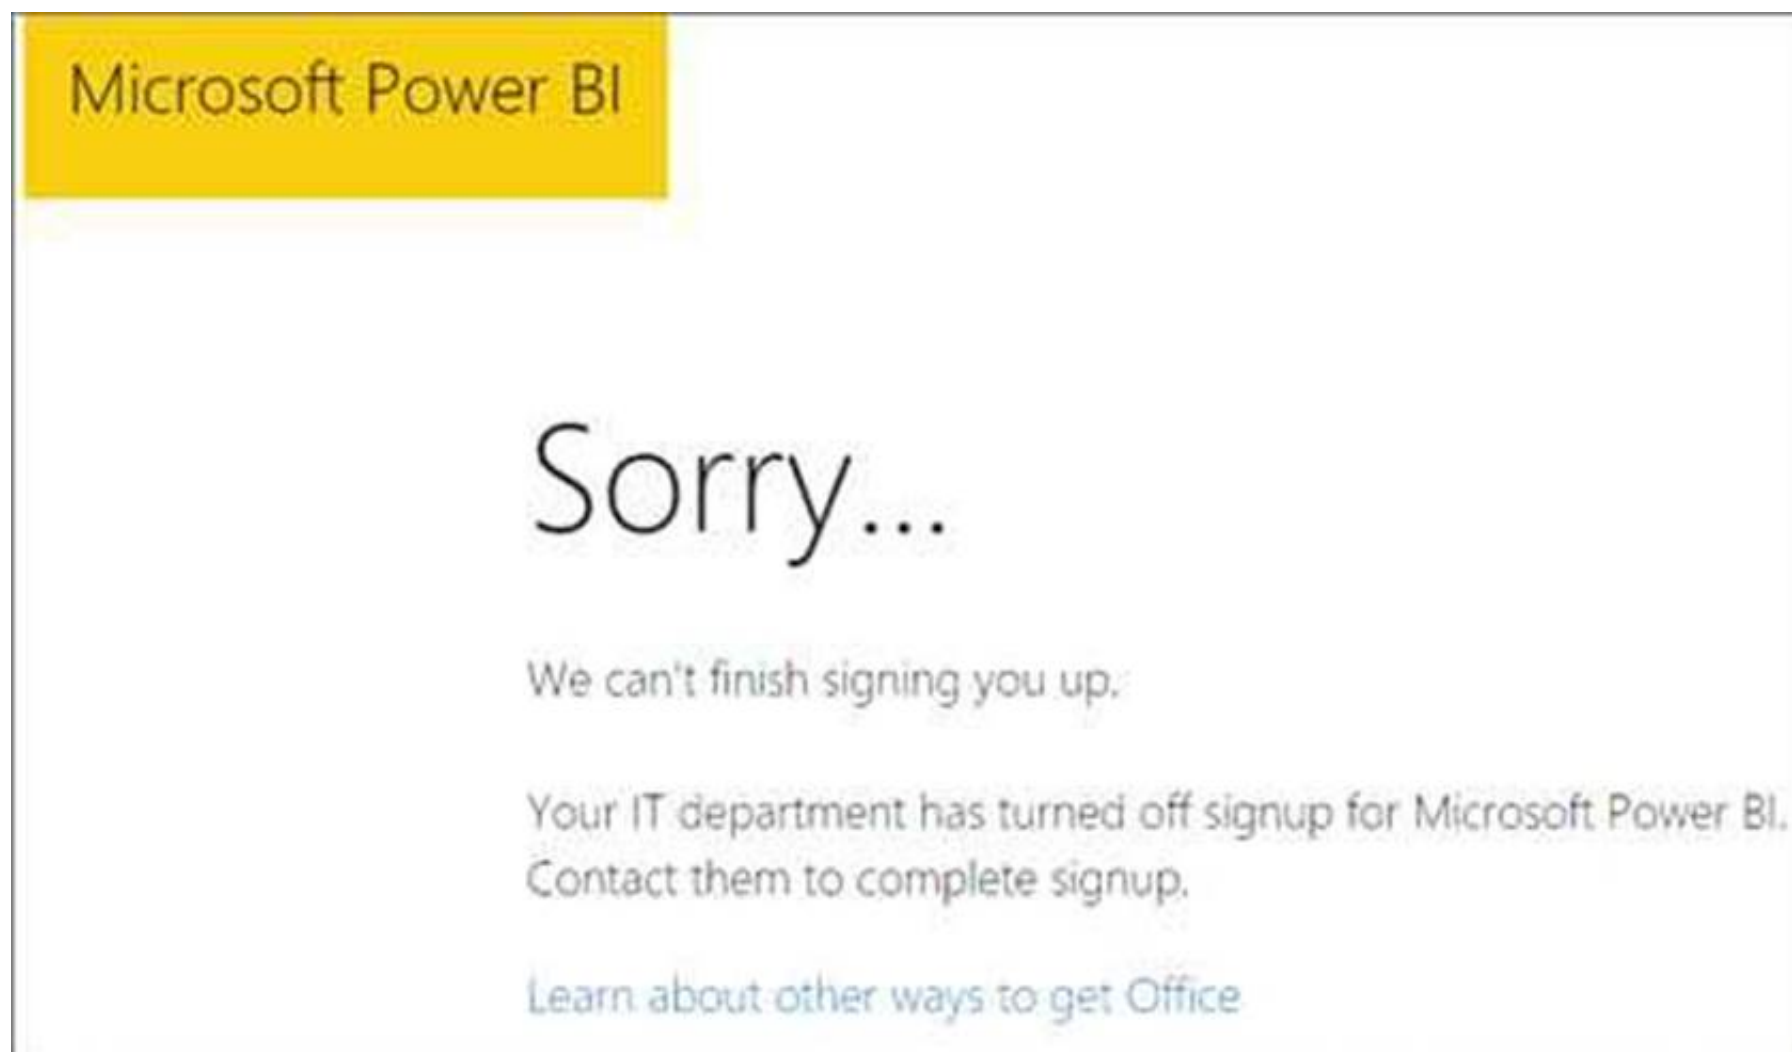 Microsoft Power BI
Sorry...
We can't finish signing you up.
Your IT department has turned off signup for Microsoft Power BI.
Contact them to complete signup.
Learn about other ways to get Office